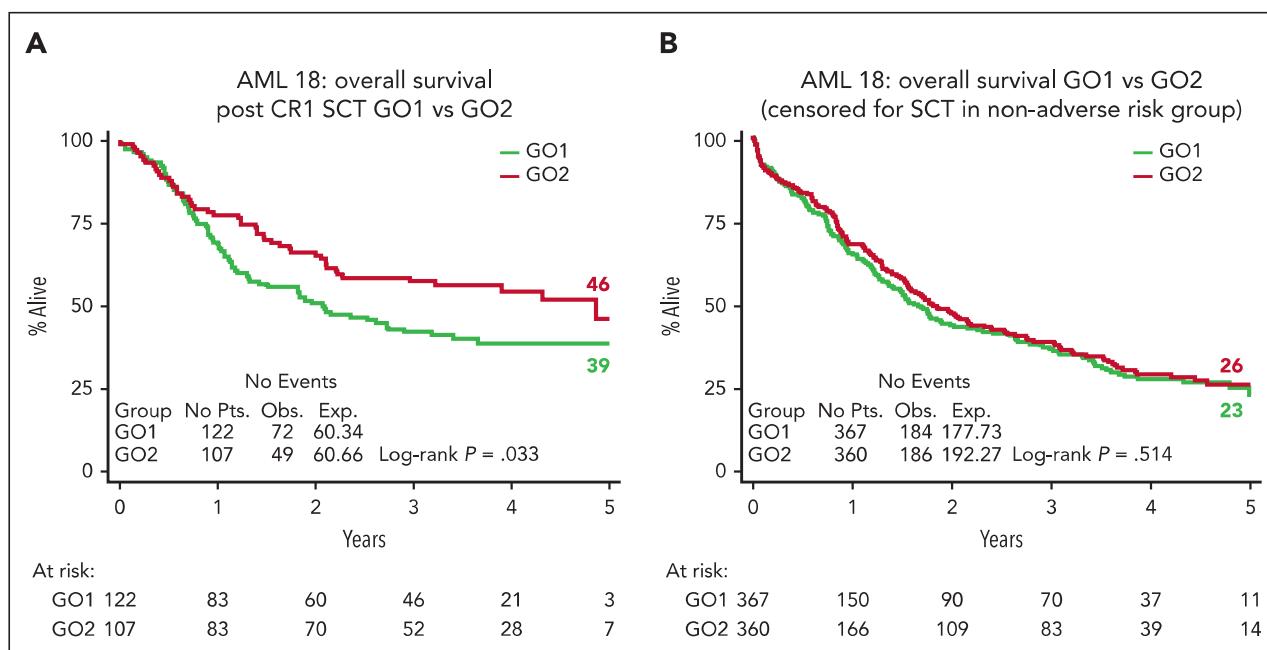 A
AML 18: overall survival
post CR1 SCT GO1 vs GO2
100
75
50
25
0
% Alive
GO1
GO2
46
39
No Events
Group No Pts. Obs. Exp.
GO1 122 72 60.34
GO2 107 49 60.66 Log-rank P = .033
0 1 2 3 4 5
Years
At risk:
GO1 122 83 60 46 21 3
GO2 107 83 70 52 28 7
B
AML 18: overall survival GO1 vs GO2
(censored for SCT in non-adverse risk group)
100
75
50
25
0
% Alive
GO1
GO2
26
23
No Events
Group No Pts. Obs. Exp.
GO1 367 184 177.73
GO2 360 186 192.27 Log-rank P = .514
0 1 2 3 4 5
Years
At risk:
GO1 367 150 90 70 37 11
GO2 360 166 109 83 39 14